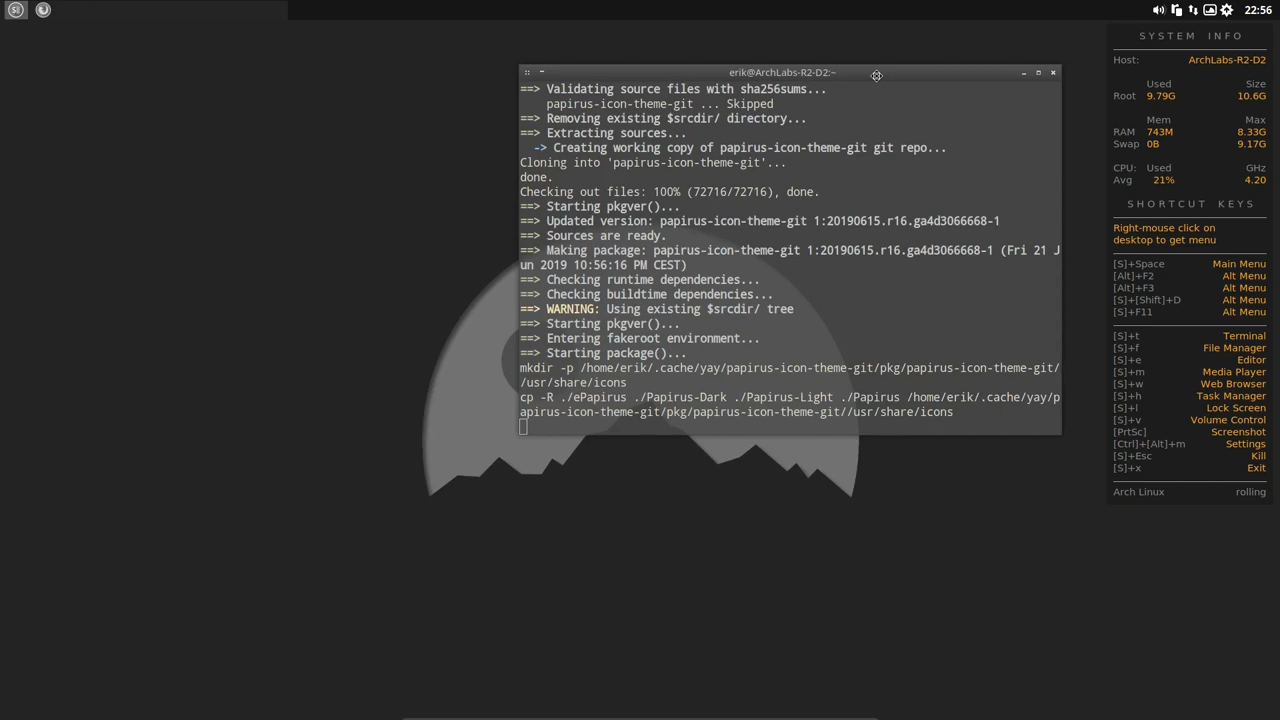 22:56
erik@ArchLabs-R2-D2:~
==> Validating source files with sha256sums...
papirus-icon-theme-git ... Skipped
==> Removing existing $srcdir/ directory...
==> Extracting sources...
-> Creating working copy of papirus-icon-theme-git git repo...
Cloning into 'papirus-icon-theme-git'...
done.
Checking out files: 100% (72716/72716), done.
==> Starting pkgver()...
==> Updated version: papirus-icon-theme-git 1:20190615.r16.ga4d3066668-1
==> Sources are ready.
==> Making package: papirus-icon-theme-git 1:20190615.r16.ga4d3066668-1 (Fri 21 J
un 2019 10:56:16 PM CEST)
==> Checking runtime dependencies...
==> Checking buildtime dependencies...
==> WARNING: Using existing $srcdir/ tree
==> Starting pkgver()...
==> Entering fakeroot environment...
==> Starting package()...
mkdir -p /home/erik/.cache/yay/papirus-icon-theme-git/pkg/papirus-icon-theme-git/
/usr/share/icons
cp -R ./ePapirus ./Papirus-Dark ./Papirus-Light ./Papirus /home/erik/.cache/yay/p
apirus-icon-theme-git/pkg/papirus-icon-theme-git//usr/share/icons
SYSTEM INFO
Host: ArchLabs-R2-D2
Used Size
Root 9.79G 10.6G
Mem Max
RAM 743M 8.33G
Swap 0B 9.17G
CPU: Used GHz
Avg 21% 4.20
SHORTCUT KEYS
Right-mouse click on
desktop to get menu
[S]+Space Main Menu
[Alt]+F2 Alt Menu
[Alt]+F3 Alt Menu
[S]+[Shift]+D Alt Menu
[S]+F11 Alt Menu
[S]+t Terminal
[S]+f File Manager
[S]+e Editor
[S]+m Media Player
[S]+w Web Browser
[S]+h Task Manager
[S]+l Lock Screen
[S]+v Volume Control
[PrtSc] Screenshot
[Ctrl]+[Alt]+m Settings
[S]+Esc Kill
[S]+x Exit
Arch Linux rolling